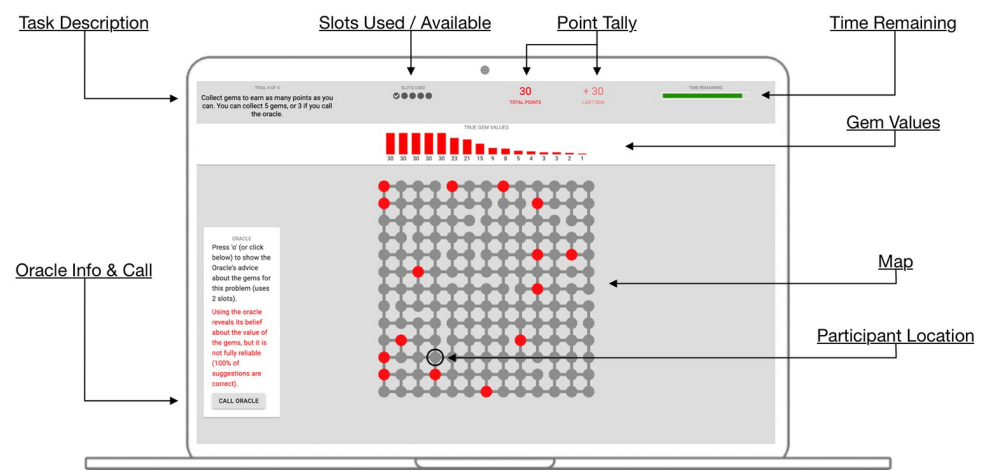 Task Description
Slots Used / Available
Point Tally
Time Remaining
TRIAL 4 OF 4
Collect gems to earn as many points as you
can. You can collect 5 gems, or 3 if you call
the oracle.
SLOTS USED
30
TOTAL POINTS
+ 30
LAST GEM
TIME REMAINING
TRUE GEM VALUES
30 30 30 30 30 23 21 15 9 8 5 4 3 3 2 1
Gem Values
ORACLE
Press 'o' (or click
below) to show the
Oracle's advice
about the gems for
this problem (uses
2 slots).
Using the oracle
reveals its belief
about the value of
the gems, but it is
not fully reliable
(100% of
suggestions are
correct).
CALL ORACLE
Oracle Info & Call
Map
Participant Location